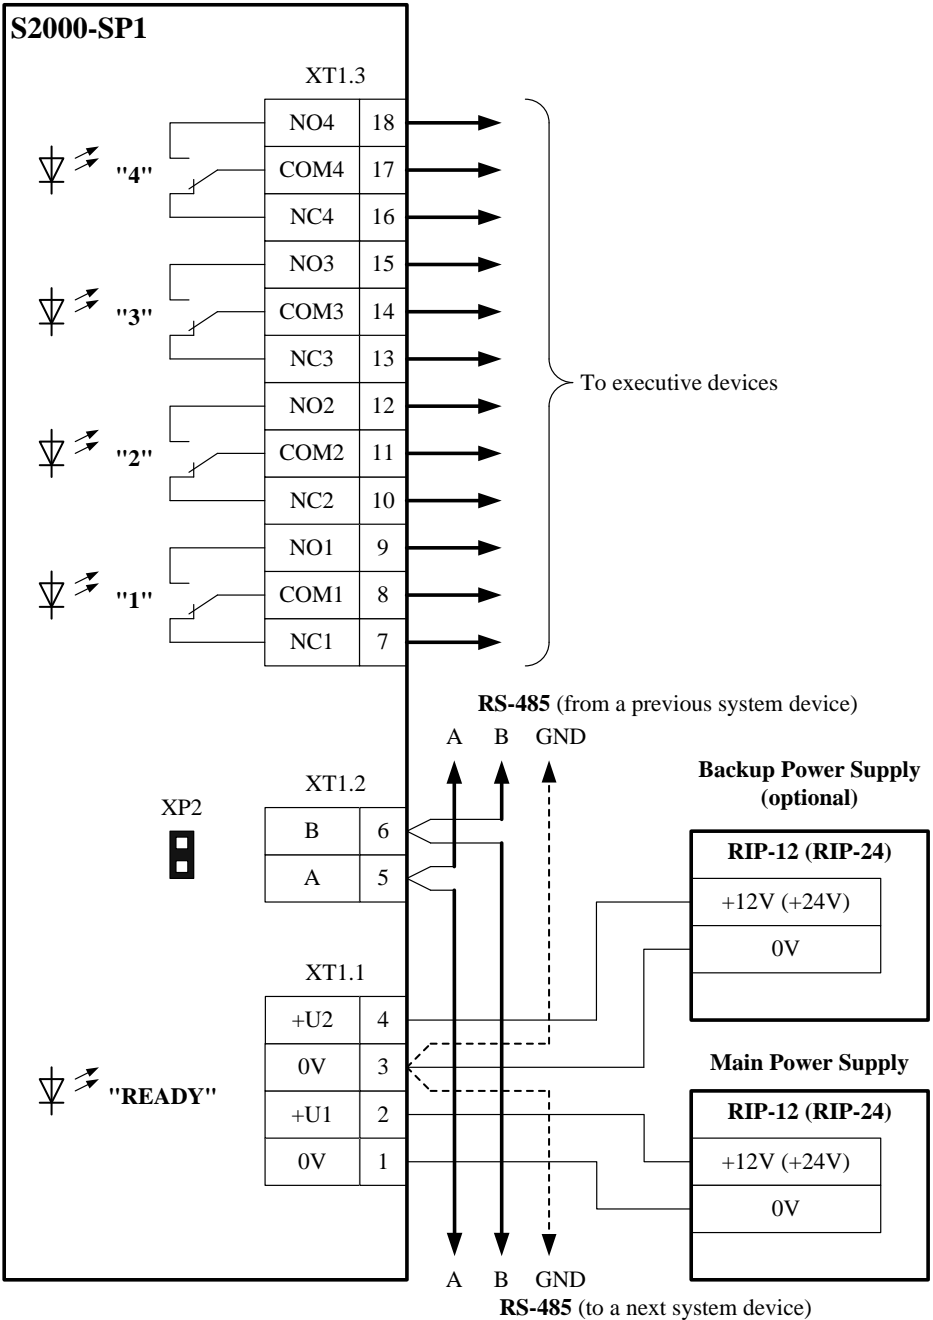 S2000-SP1
XT1.3
NO4 18
"4" COM4 17
NC4 16
NO3 15
"3" COM3 14
NC3 13
To executive devices
NO2 12
"2" COM2 11
NC2 10
NO1 9
"1" COM1 8
NC1 7
RS-485 (from a previous system device)
A B GND
XT1.2
XP2
B 6
A 5
Backup Power Supply
(optional)
RIP-12 (RIP-24)
+12V (+24V)
0V
XT1.1
+U2 4
0V 3
"READY"
+U1 2
0V 1
Main Power Supply
RIP-12 (RIP-24)
+12V (+24V)
0V
A B GND
RS-485 (to a next system device)